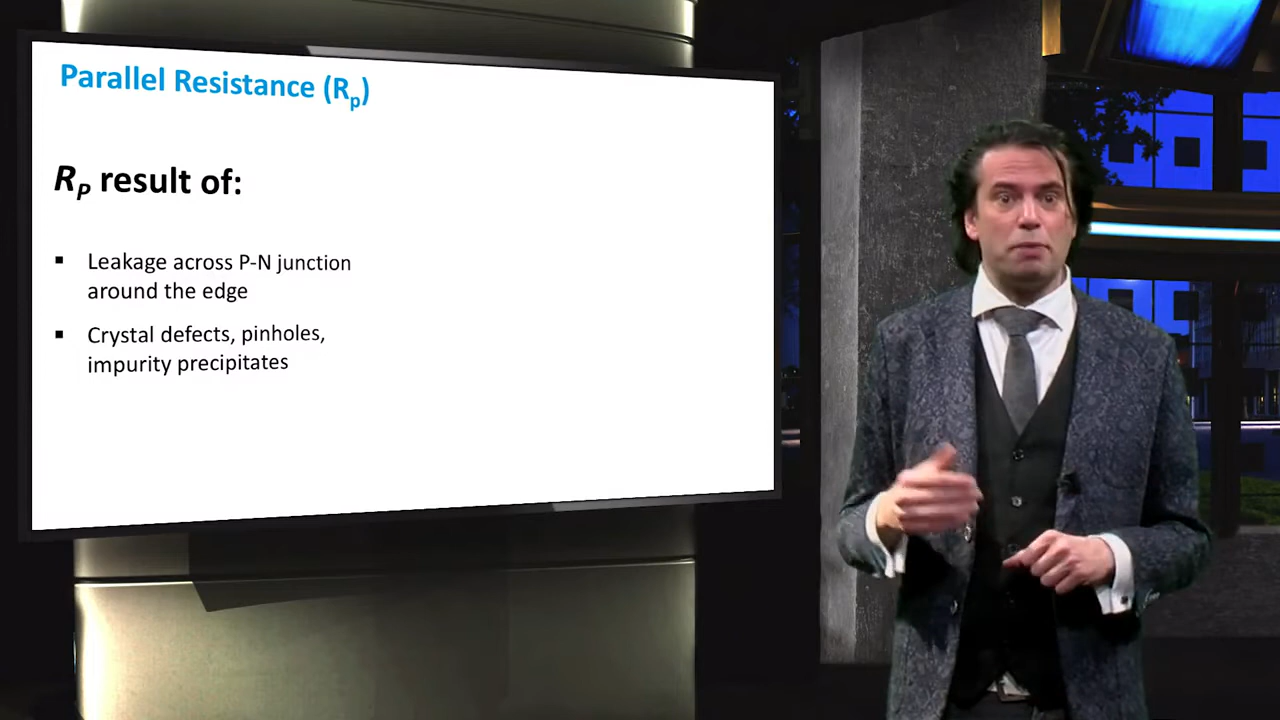 Parallel Resistance (Rp)
RP result of:
▪ Leakage across P-N junction
around the edge
▪ Crystal defects, pinholes,
impurity precipitates